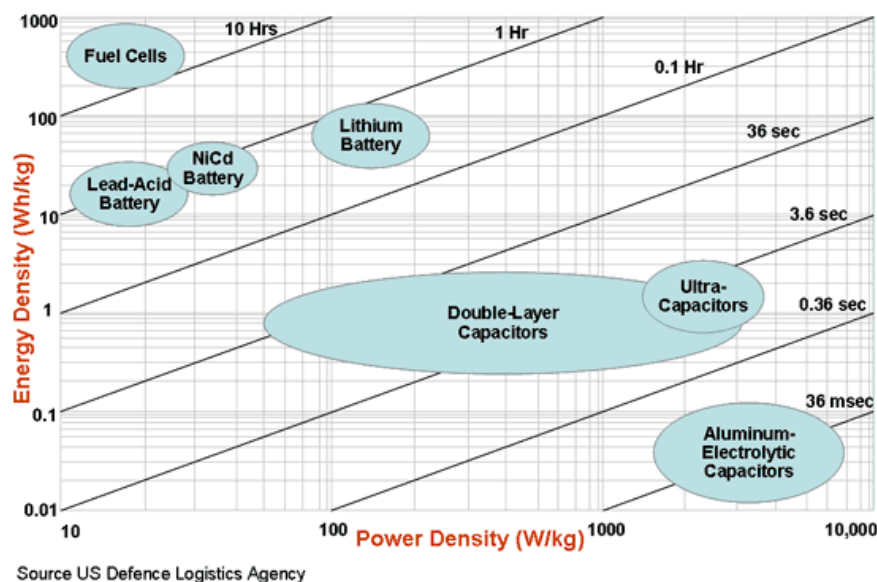 1000
100
10
1
0.1
0.01
Energy Density (Wh/kg)
10 Hrs
1 Hr
0.1 Hr
36 sec
3.6 sec
0.36 sec
36 msec
Fuel Cells
Lithium
Battery
NiCd
Battery
Lead-Acid
Battery
Double-Layer
Capacitors
Ultra-
Capacitors
Aluminum-
Electrolytic
Capacitors
10
100
1000
10,000
Power Density (W/kg)
Source US Defence Logistics Agency